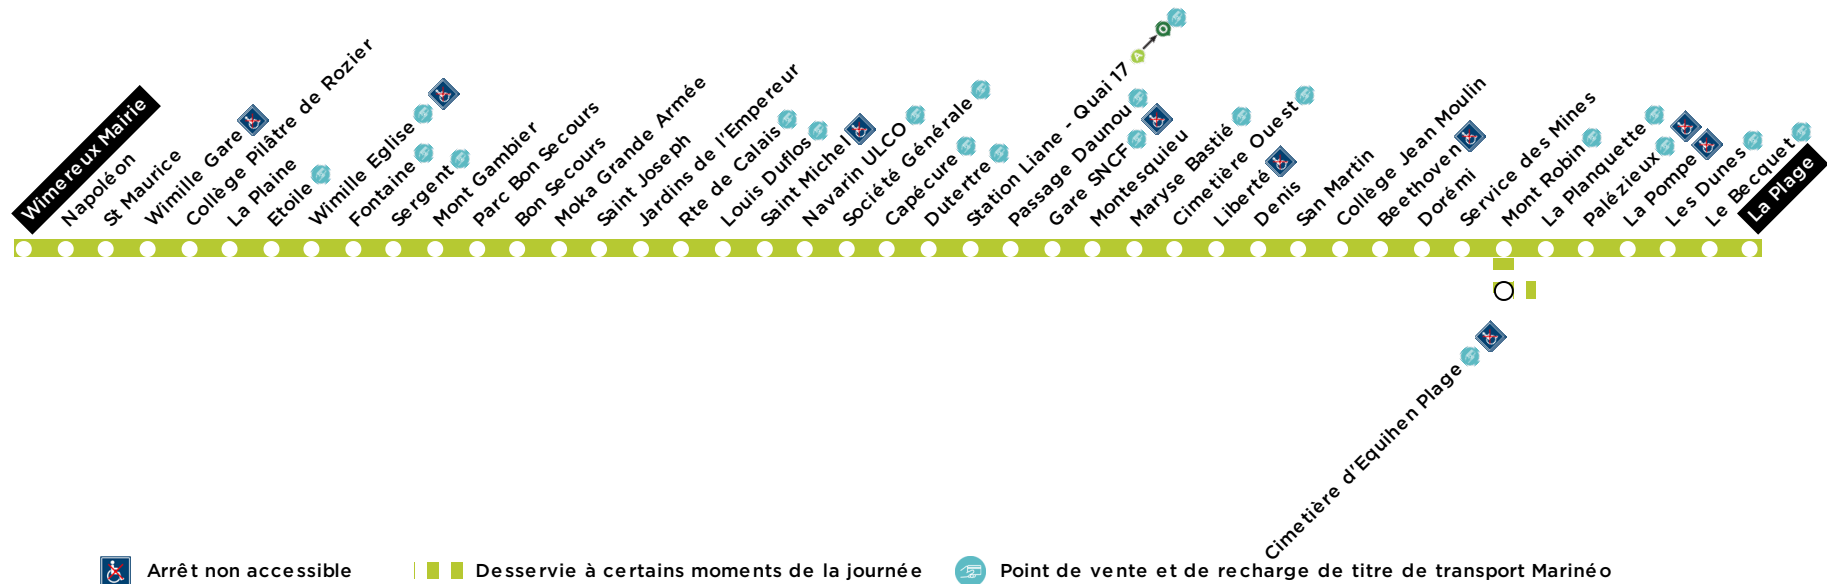 Wimereux Mairie
Napoléon
St Maurice
Wimille Gare
Collège Pilâtre de Rozier
La Plaine
Etoile
Wimille Eglise
Fontaine
Sergent
Mont Gambier
Parc Bon Secours
Bon Secours
Moka Grande Armée
Saint Joseph
Jardins de l'Empereur
Rte de Calais
Louis Duflos
Saint Michel
Navarin ULCO
Société Générale
Capécure
Dutertre
Station Liane - Quai 17
Passage Daunou
Gare SNCF
Montesquieu
Maryse Bastié
Cimetière Ouest
Liberté
Denis
San Martin
Collège Jean Moulin
Beethoven
Dorémi
Service des Mines
Mont Robin
La Planquette
Palézieux
La Pompe
Les Dunes
Le Becquet
La Plage
Cimetière d'Equihen Plage
Arrêt non accessible
Desservie à certains moments de la journée
Point de vente et de recharge de titre de transport Marinéo